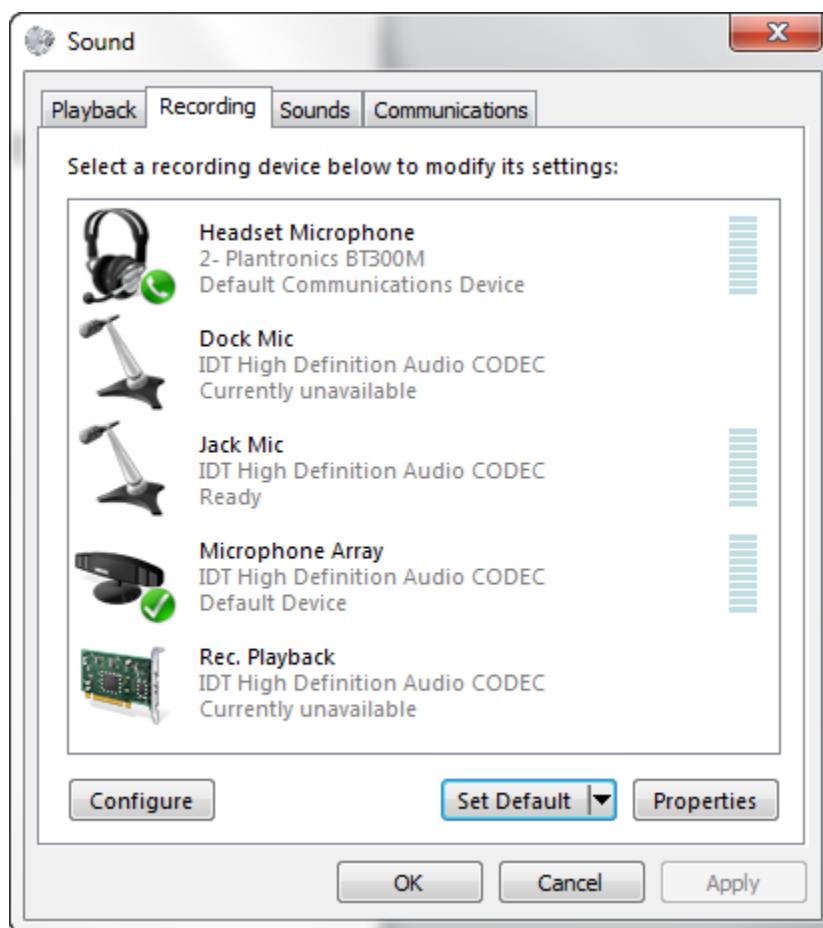 Sound
Playback Recording Sounds Communications
Select a recording device below to modify its settings:
Headset Microphone
2- Plantronics BT300M
Default Communications Device
Dock Mic
IDT High Definition Audio CODEC
Currently unavailable
Jack Mic
IDT High Definition Audio CODEC
Ready
Microphone Array
IDT High Definition Audio CODEC
Default Device
Rec. Playback
IDT High Definition Audio CODEC
Currently unavailable
Configure Set Default Properties
OK Cancel Apply